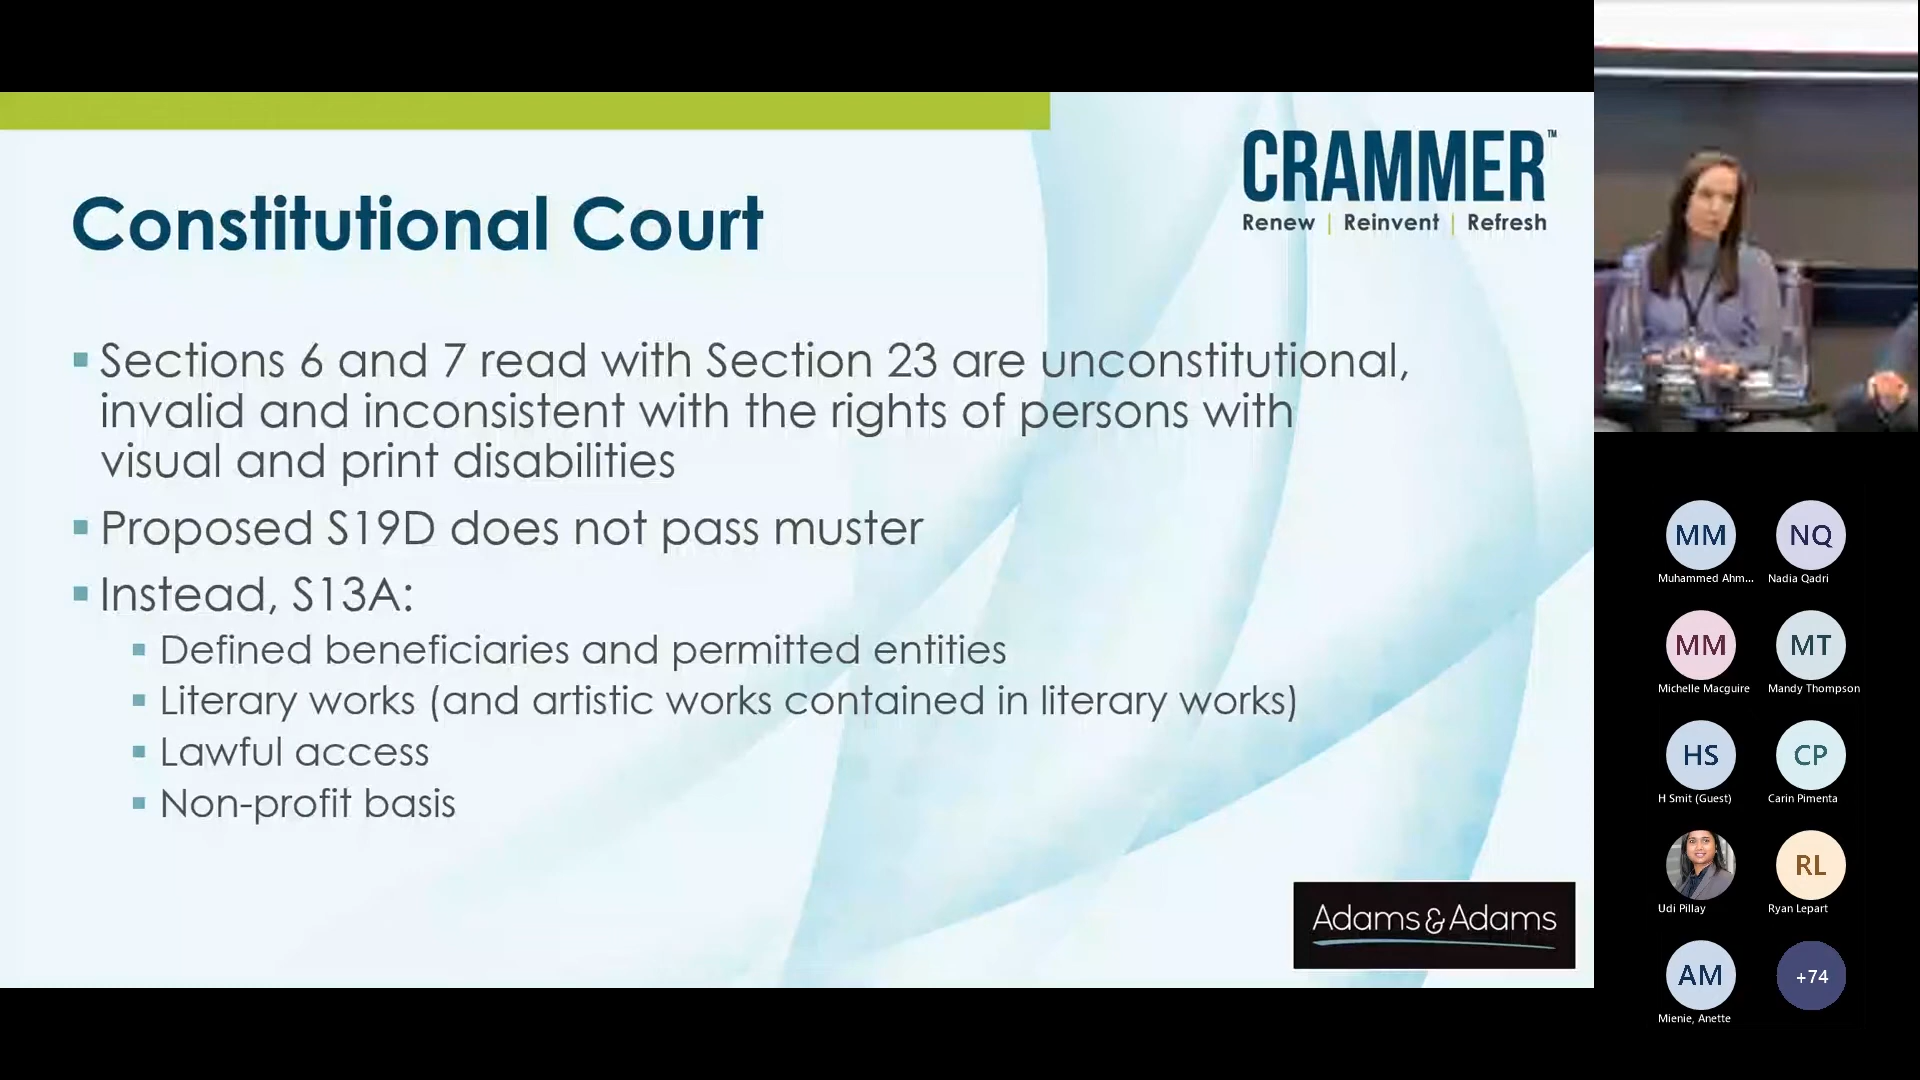 CRAMMER™
Renew | Reinvent | Refresh
Constitutional Court
▪ Sections 6 and 7 read with Section 23 are unconstitutional,
invalid and inconsistent with the rights of persons with
visual and print disabilities
▪ Proposed S19D does not pass muster
▪ Instead, S13A:
▪ Defined beneficiaries and permitted entities
▪ Literary works (and artistic works contained in literary works)
▪ Lawful access
▪ Non-profit basis
Adams & Adams
MM
Muhammed Ahm...
NQ
Nadia Qadri
MM
Michelle Macguire
MT
Mandy Thompson
HS
H Smit (Guest)
CP
Carin Pimenta
Udi Pillay
RL
Ryan Lepart
AM
Mienie, Anette
+74